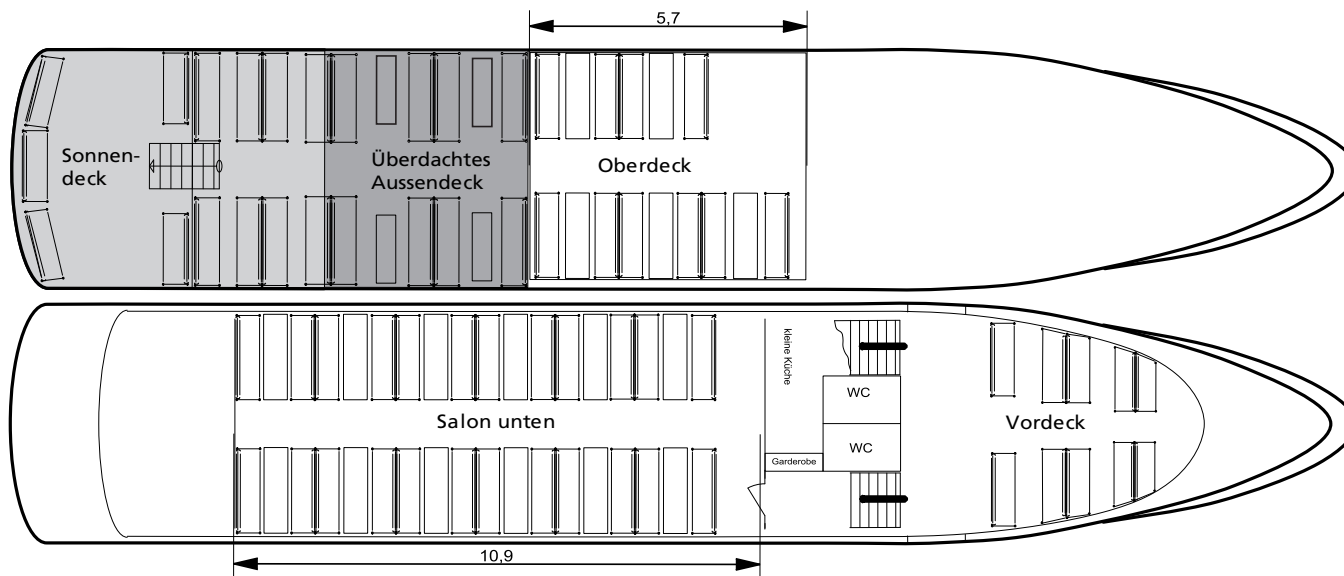 5,7
Sonnen-
deck
Überdachtes
Aussendeck
Oberdeck
kleine Küche
WC
Salon unten
Vordeck
WC
Garderobe
10,9